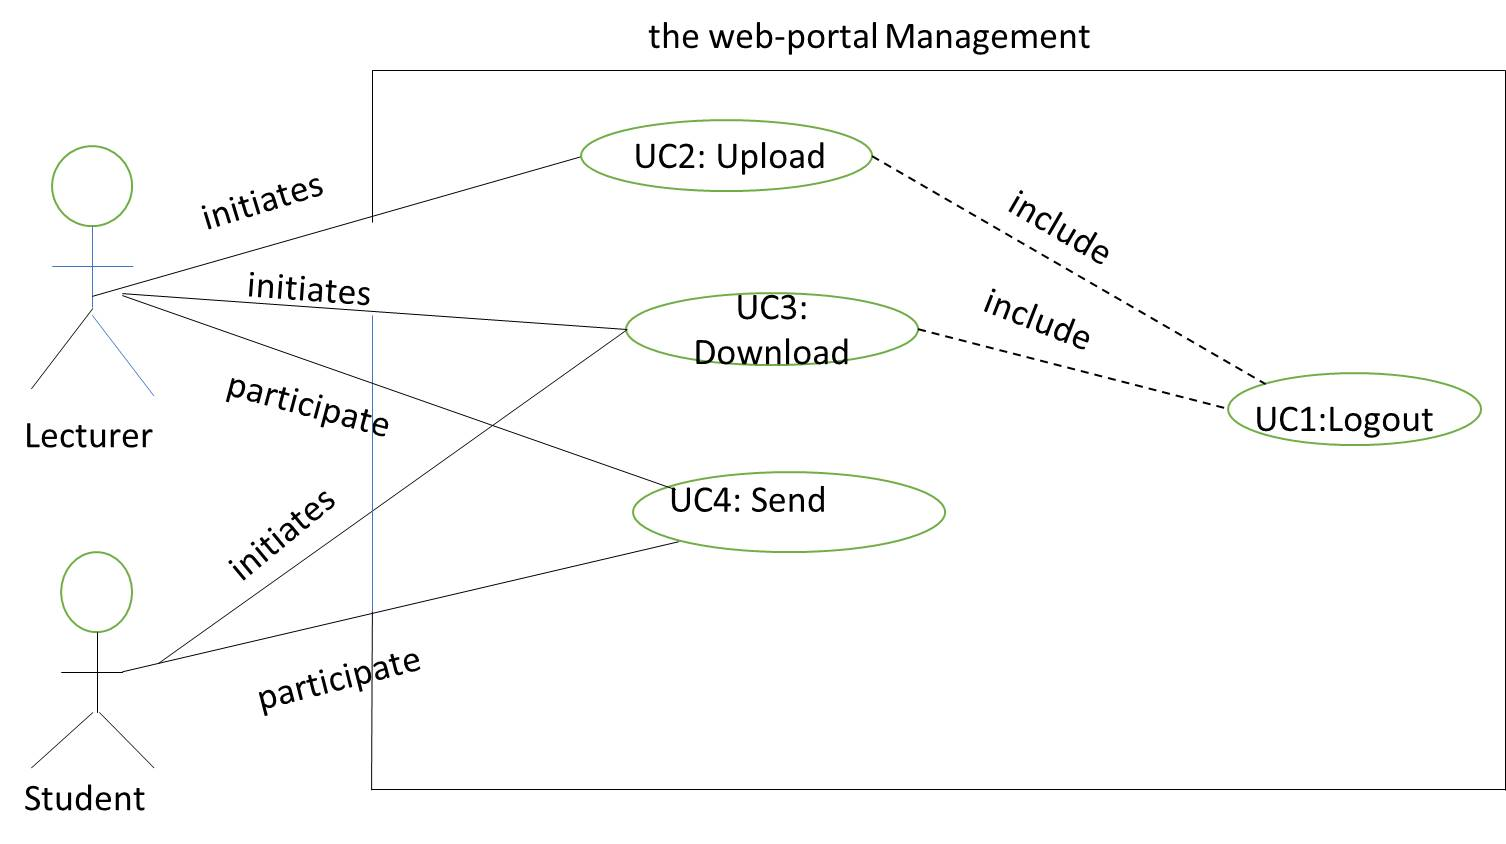 the web-portal Management
UC2: Upload
initiates
include
initiates
UC3:
Download
include
participate
UC1:Logout
Lecturer
UC4: Send
initiates
participate
Student